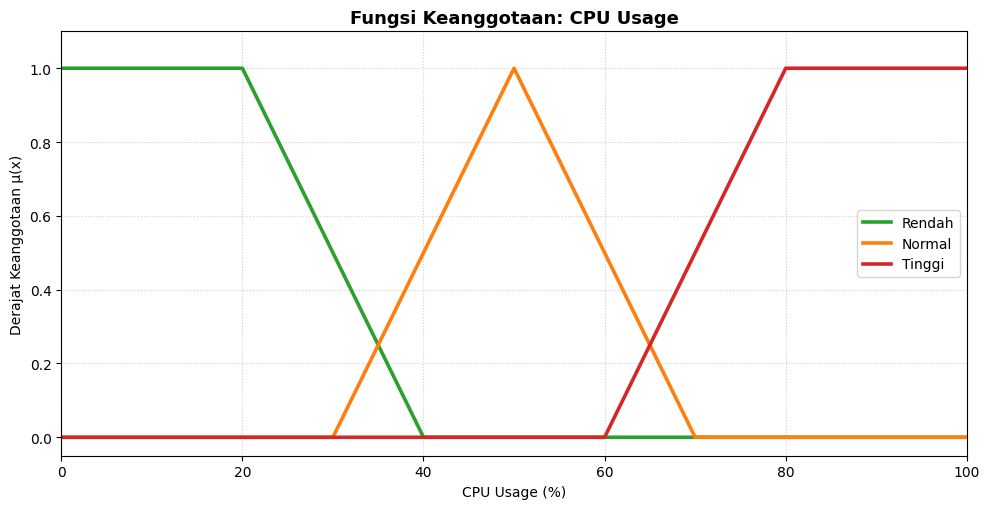 Fungsi Keanggotaan: CPU Usage
Derajat Keanggotaan μ(x)
1.0
0.8
0.6
0.4
0.2
0.0
Rendah
Normal
Tinggi
0 20 40 60 80 100
CPU Usage (%)